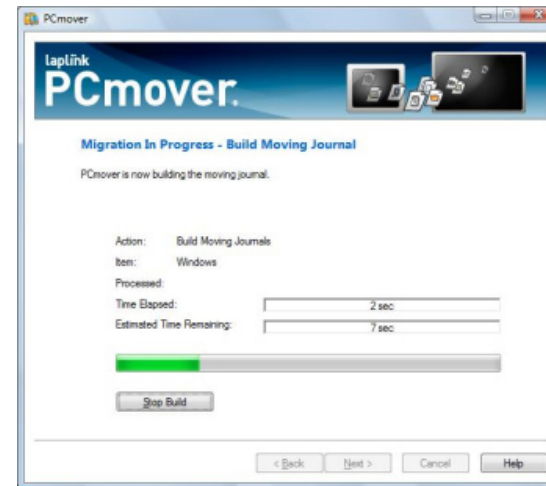 PCmover
laplink
PCmover.
Migration In Progress - Build Moving Journal
PCmover is now building the moving journal.
Action: Build Moving Journals
Item: Windows
Processed:
Time Elapsed: 2 sec
Estimated Time Remaining: 7 sec
Stop Build
< Back Next > Cancel Help